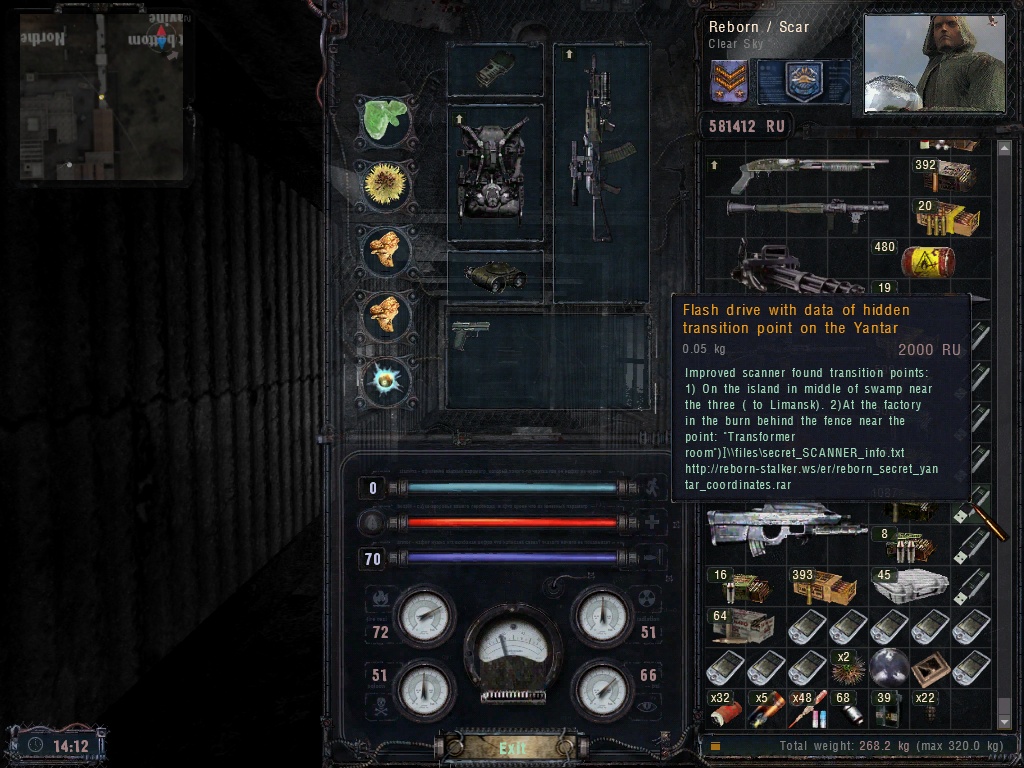 Northe
t bottom
avine
N
Reborn / Scar
Clear Sky
581412 RU
392
20
480
19
Flash drive with data of hidden
transition point on the Yantar
0.05 kg
2000 RU
Improved scanner found transition points:
1) On the island in middle of swamp near
the three ( to Limansk). 2)At the factory
in the burn behind the fence near the
point: "Transformer
room")]\\files\secret_SCANNER_info.txt
http://reborn-stalker.ws/er/reborn_secret_yan
tar_coordinates.rar
0
70
8
16
393
45
72
51
64
51
66
x2
x32
x5
x48
68
39
x22
14:12
Exit
Total weight: 268.2 kg (max 320.0 kg)